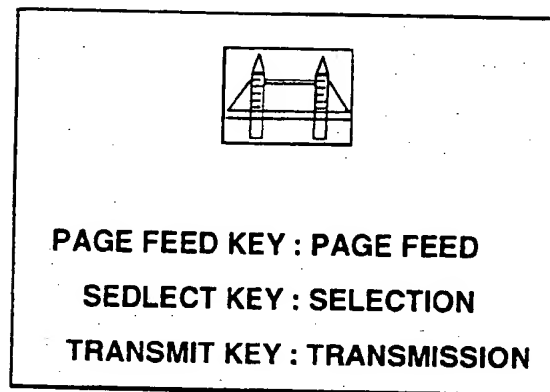 PAGE FEED KEY : PAGE FEED
SEDLECT KEY : SELECTION
TRANSMIT KEY : TRANSMISSION